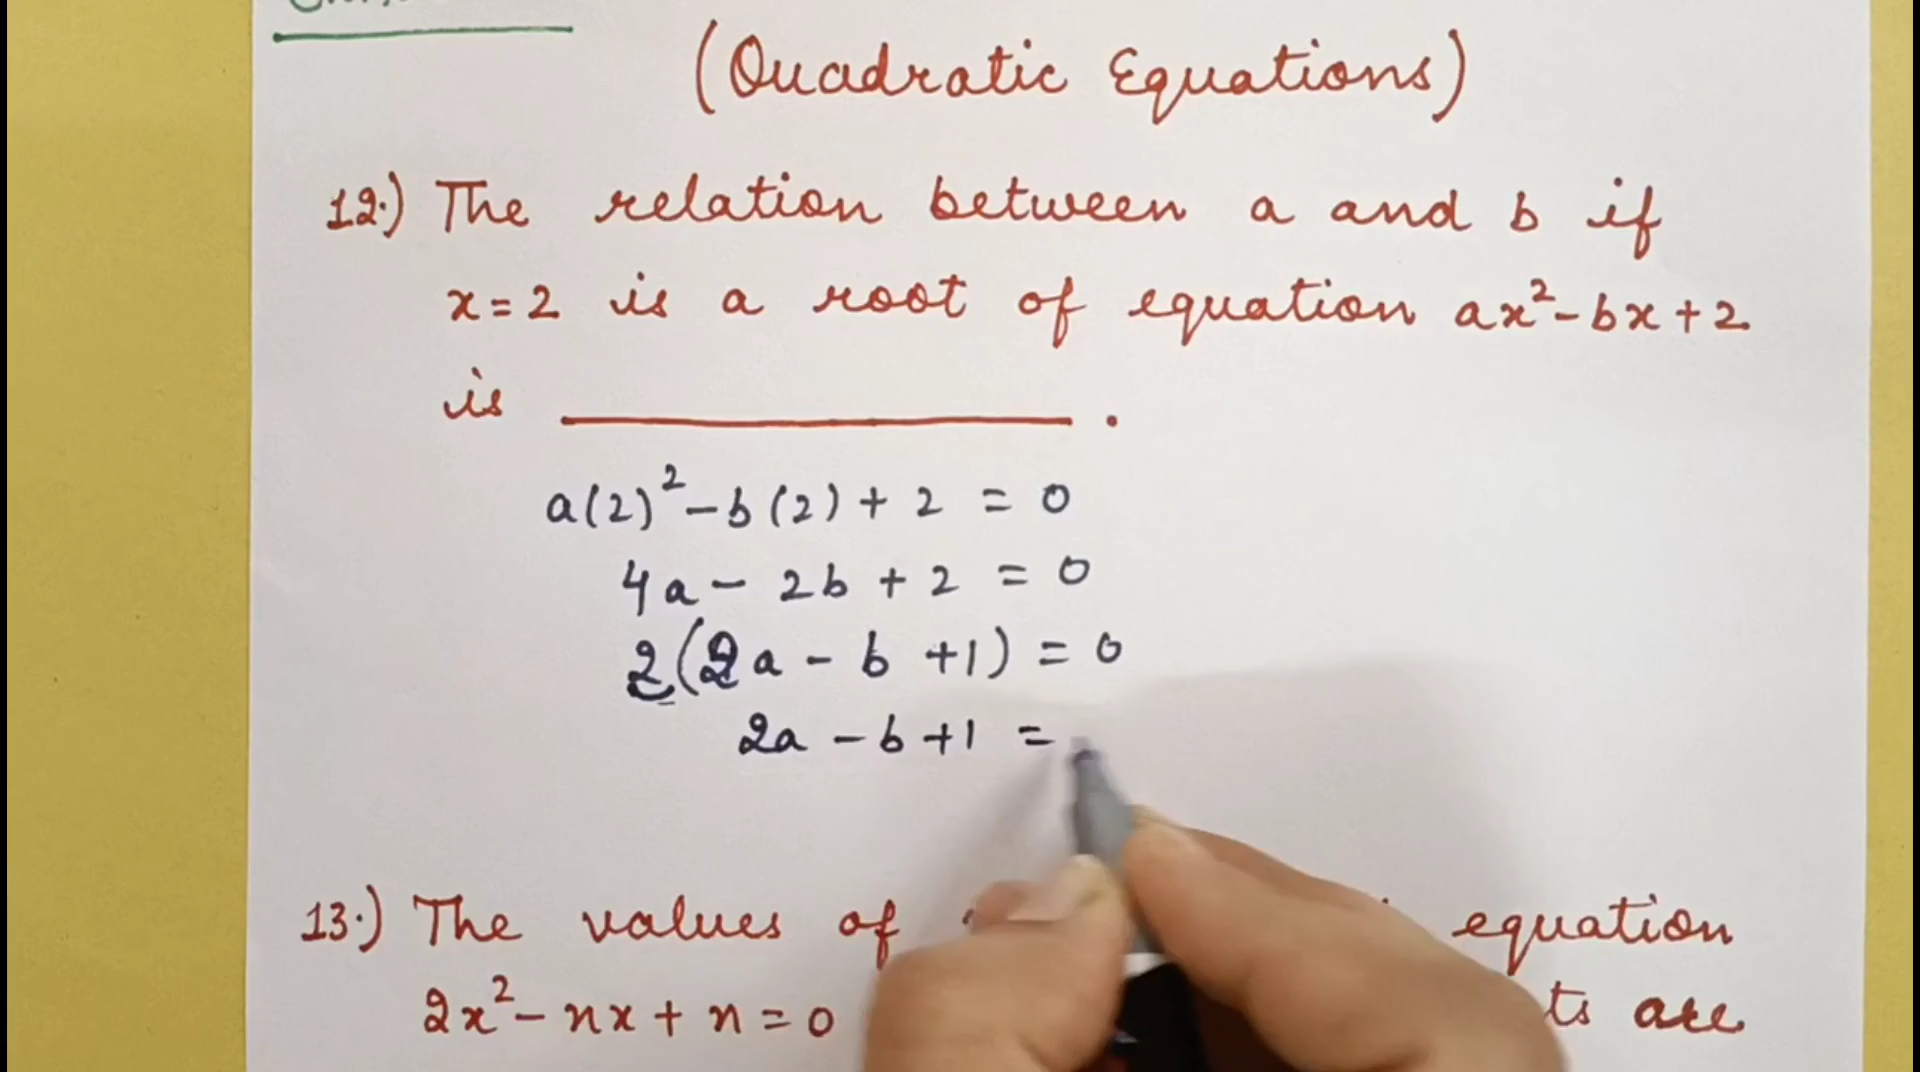 (Quadratic Equations)
12.) The relation between a and b if
x=2 is a root of equation ax²-bx+2
is ____________ .
a(2)²-b(2)+2 = 0
4a - 2b + 2 = 0
2(2a - b +1) = 0
2a - b +1 =
13.) The values of equation
2x²- nx + n = 0 are